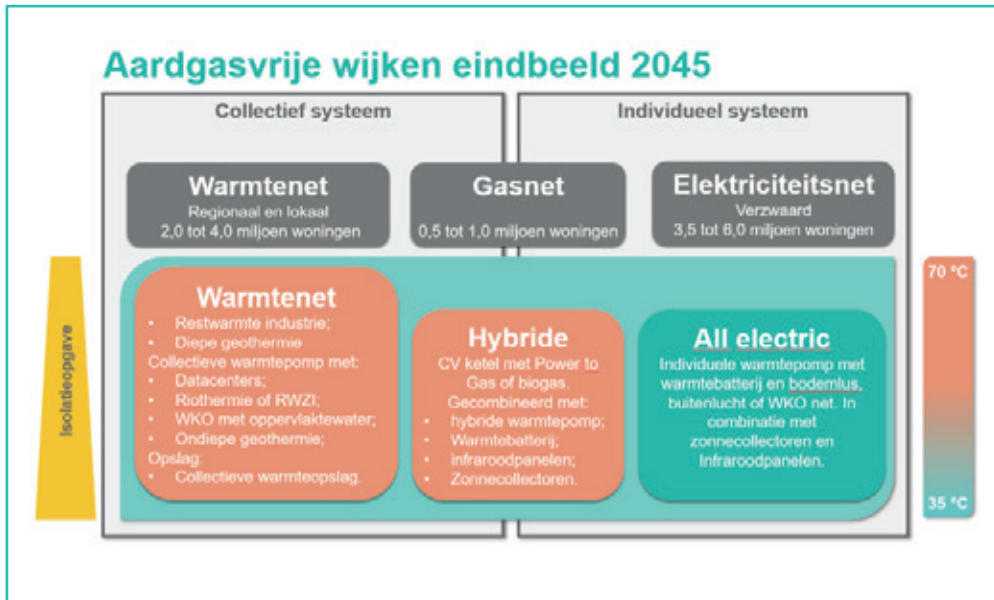 Aardgasvrije wijken eindbeeld 2045
Collectief systeem
Individueel systeem
Warmtenet
Regionaal en lokaal
2,0 tot 4,0 miljoen woningen
Gasnet
0,5 tot 1,0 miljoen woningen
Elektriciteitsnet
Verzwaard
3,5 tot 6,0 miljoen woningen
Isolatieopgave
Warmtenet
• Restwarmte industrie;
• Diepe geothermie
Collectieve warmtepomp met:
• Datacenters;
• Riothermie of RWZI;
• WKO met oppervlaktewater;
• Ondiepe geothermie;
Opslag:
• Collectieve warmteopslag.
Hybride
CV ketel met Power to
Gas of biogas.
Gecombineerd met:
• hybride warmtepomp;
• Warmtebatterij;
• infraroodpanelen;
• Zonnecollectoren.
All electric
Individuele warmtepomp met
warmtebatterij en bodemlus,
buitenlucht of WKO net. In
combinatie met
zonnecollectoren en
Infraroodpanelen.
70 °C
35 °C